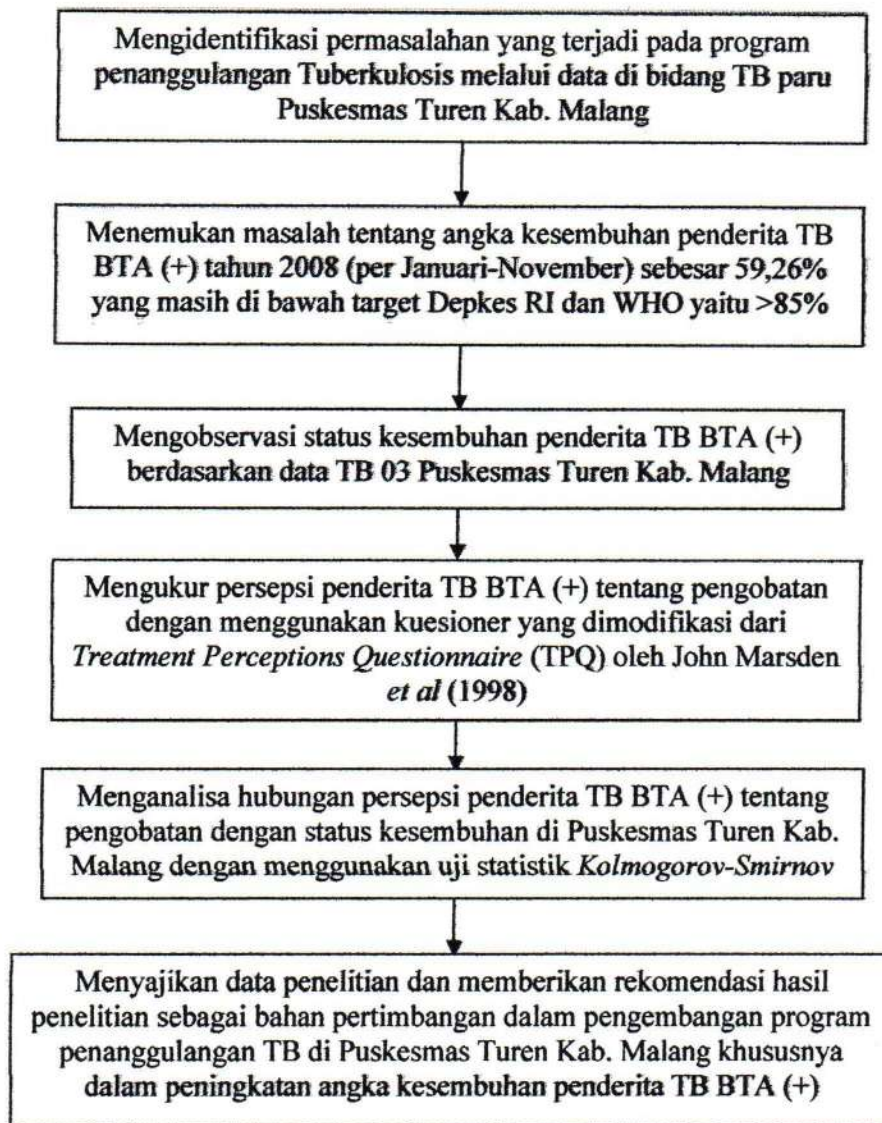 Mengidentifikasi permasalahan yang terjadi pada program
penanggulangan Tuberkulosis melalui data di bidang TB paru
Puskesmas Turen Kab. Malang
Menemukan masalah tentang angka kesembuhan penderita TB
BTA (+) tahun 2008 (per Januari-November) sebesar 59,26%
yang masih di bawah target Depkes RI dan WHO yaitu >85%
Mengobservasi status kesembuhan penderita TB BTA (+)
berdasarkan data TB 03 Puskesmas Turen Kab. Malang
Mengukur persepsi penderita TB BTA (+) tentang pengobatan
dengan menggunakan kuesioner yang dimodifikasi dari
Treatment Perceptions Questionnaire (TPQ) oleh John Marsden
et al (1998)
Menganalisa hubungan persepsi penderita TB BTA (+) tentang
pengobatan dengan status kesembuhan di Puskesmas Turen Kab.
Malang dengan menggunakan uji statistik Kolmogorov-Smirnov
Menyajikan data penelitian dan memberikan rekomendasi hasil
penelitian sebagai bahan pertimbangan dalam pengembangan program
penanggulangan TB di Puskesmas Turen Kab. Malang khususnya
dalam peningkatan angka kesembuhan penderita TB BTA (+)